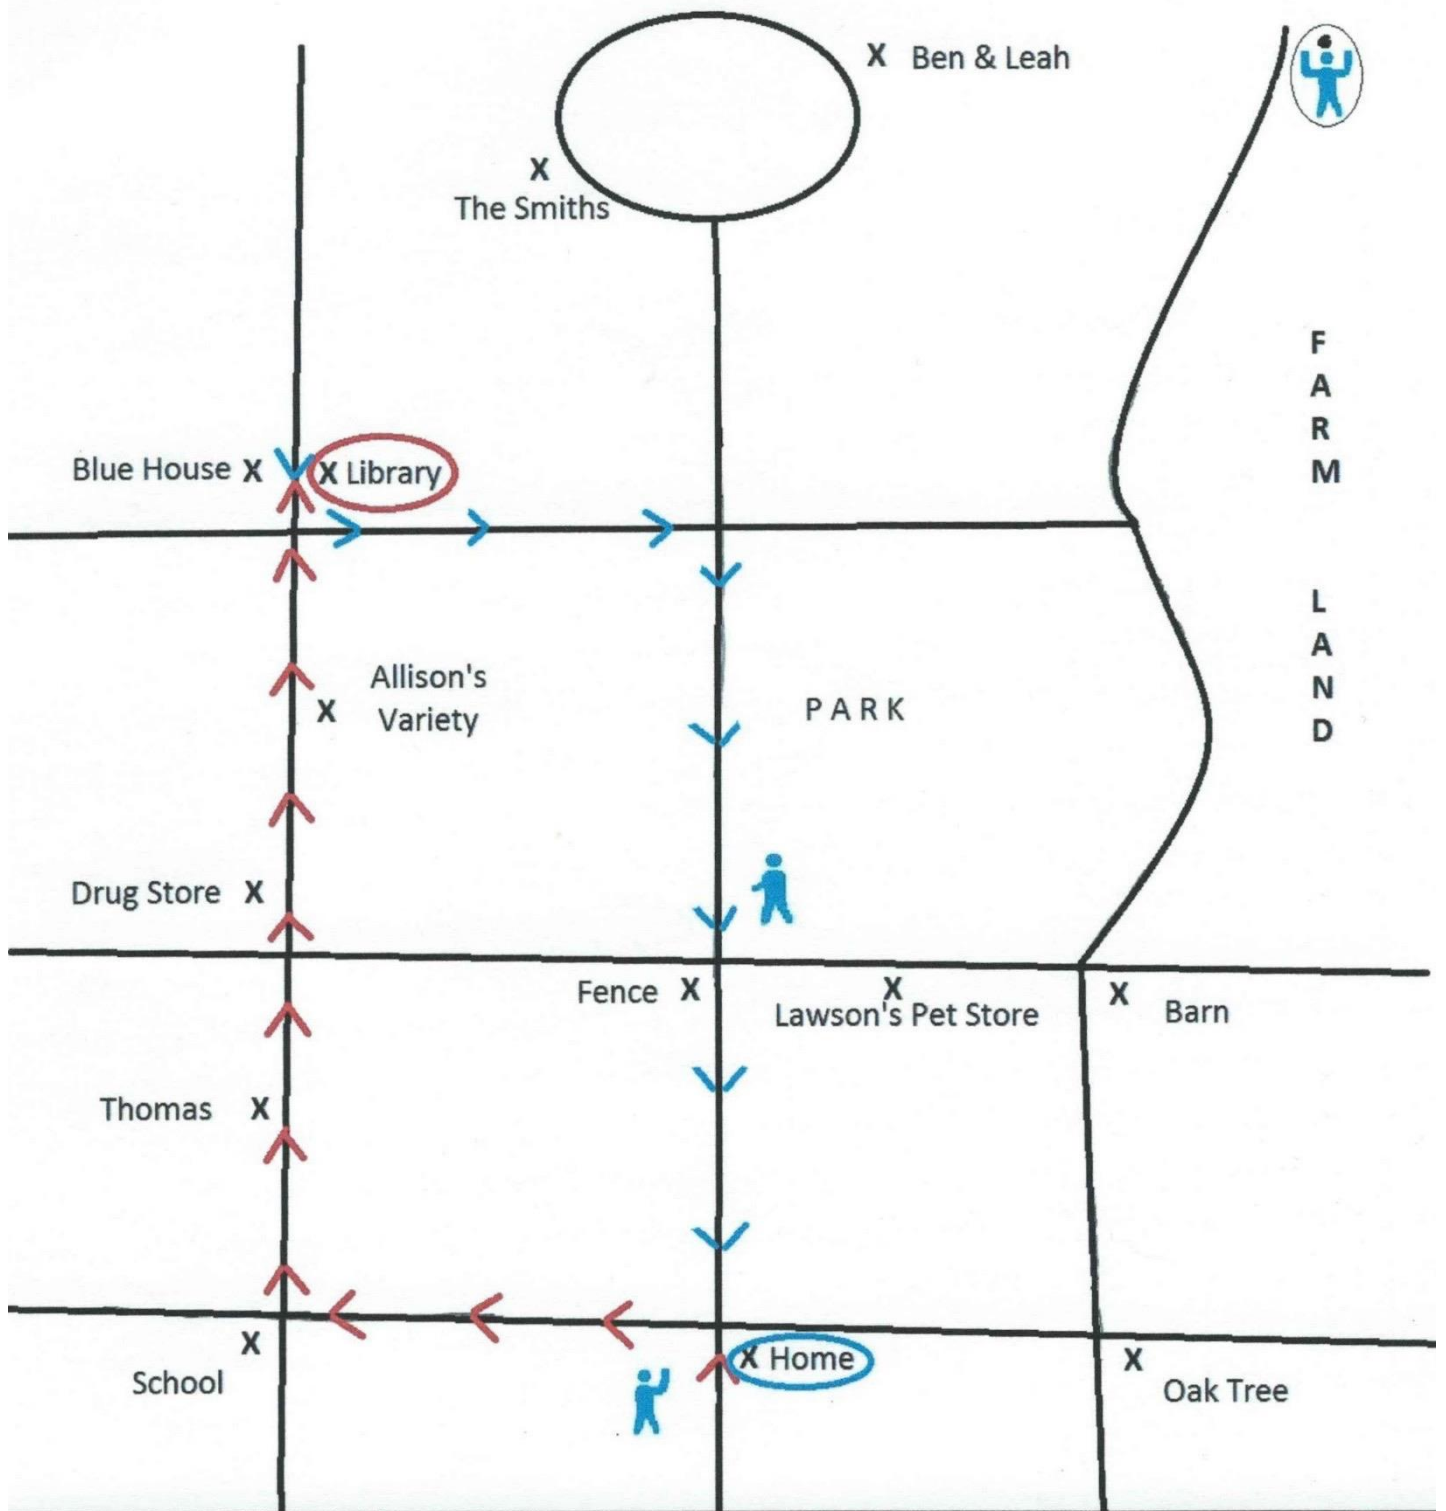 X Ben & Leah
X
The Smiths
F
A
R
M
Blue House X
X Library
L
A
N
D
Allison's
X Variety
P A R K
Drug Store X
Fence X
X
Lawson's Pet Store
X Barn
Thomas X
X
School
X Home
X
Oak Tree